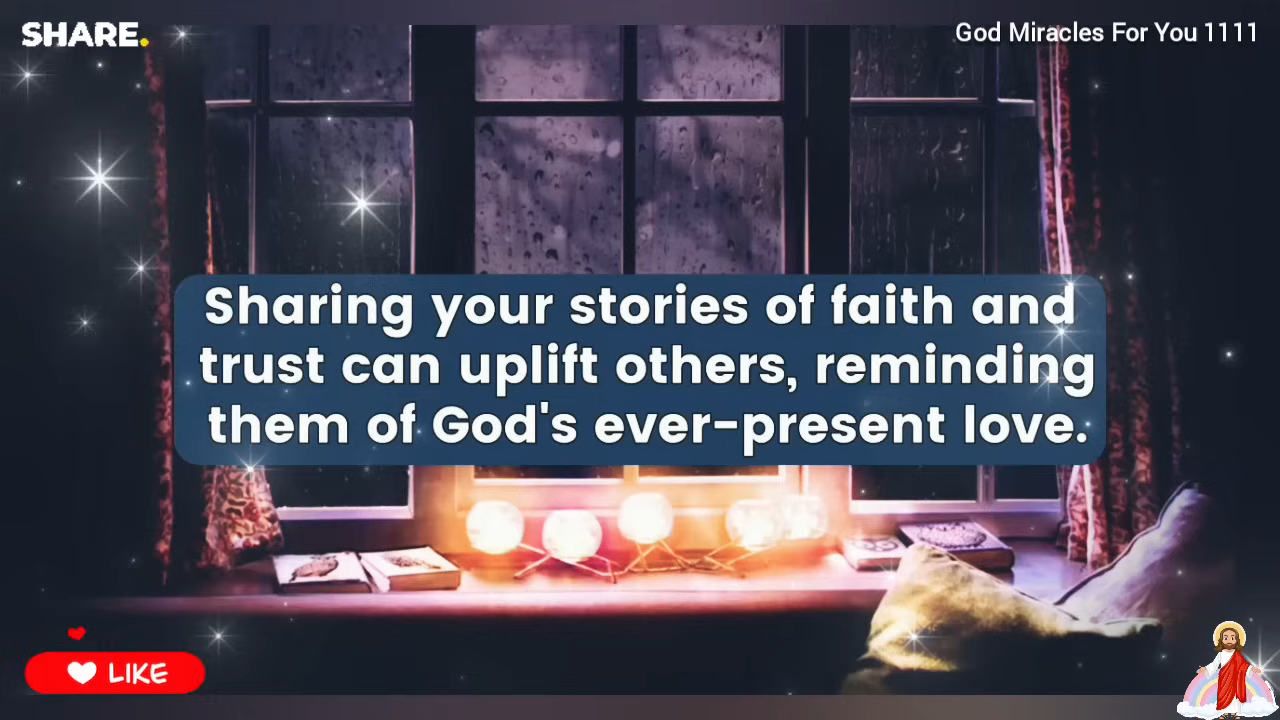 SHARE.
God Miracles For You 1111
Sharing your stories of faith and
trust can uplift others, reminding
them of God's ever-present love.
LIKE